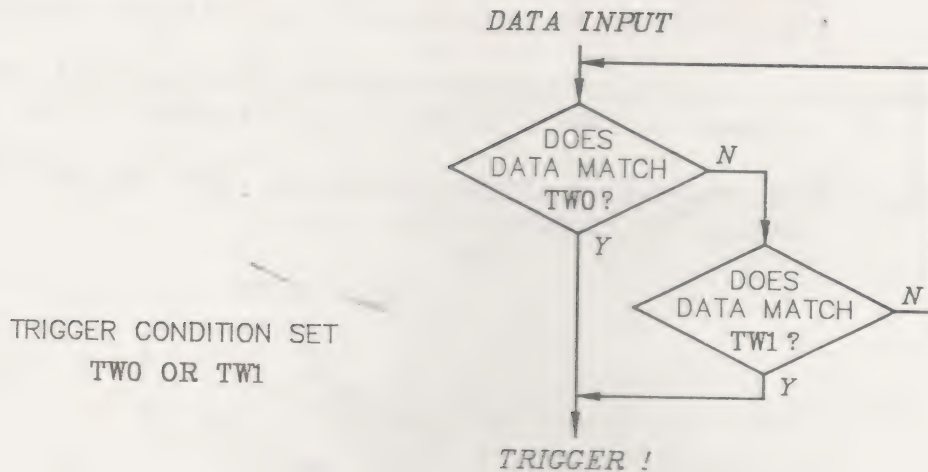 DATA INPUT
DOES
DATA MATCH
TW0?
N
Y
DOES
DATA MATCH
TW1?
N
Y
TRIGGER CONDITION SET
TW0 OR TW1
TRIGGER !